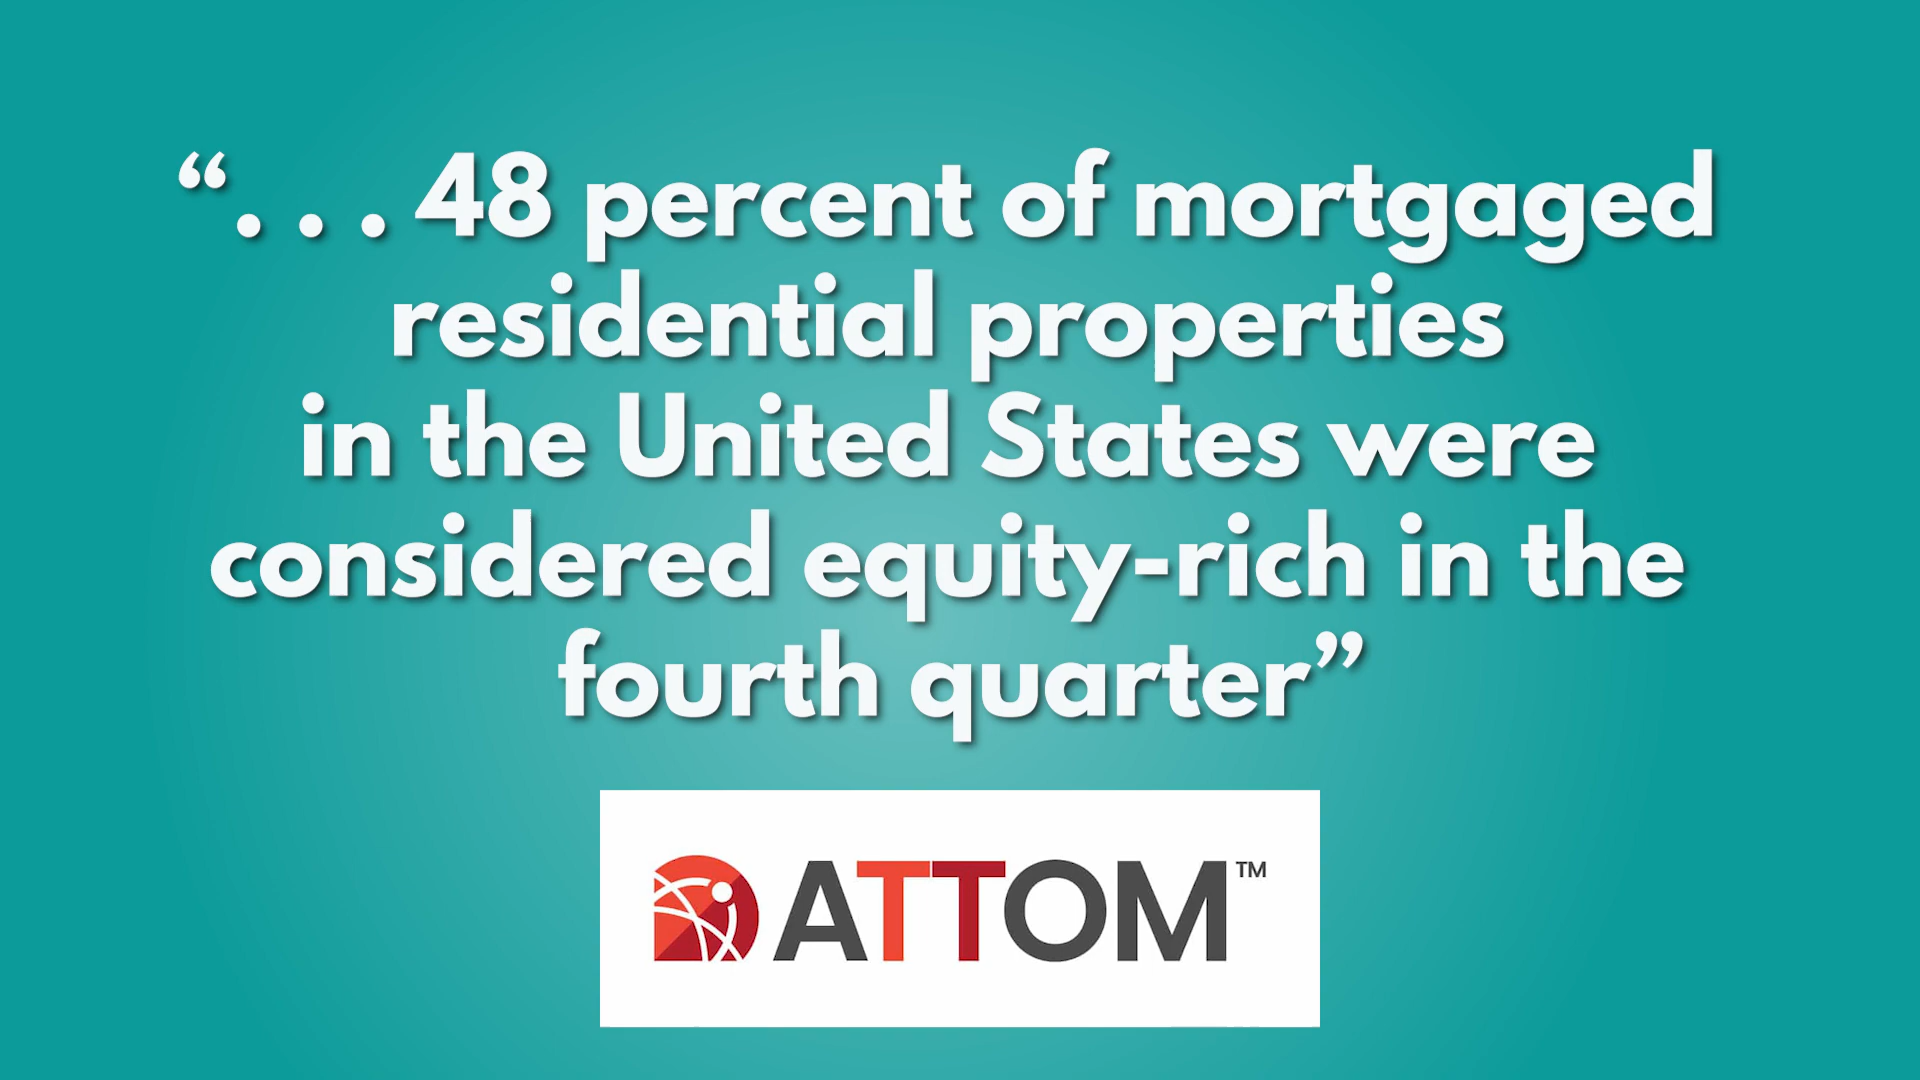 “. . . 48 percent of mortgaged
residential properties
in the United States were
considered equity-rich in the
fourth quarter”
ATTOM™